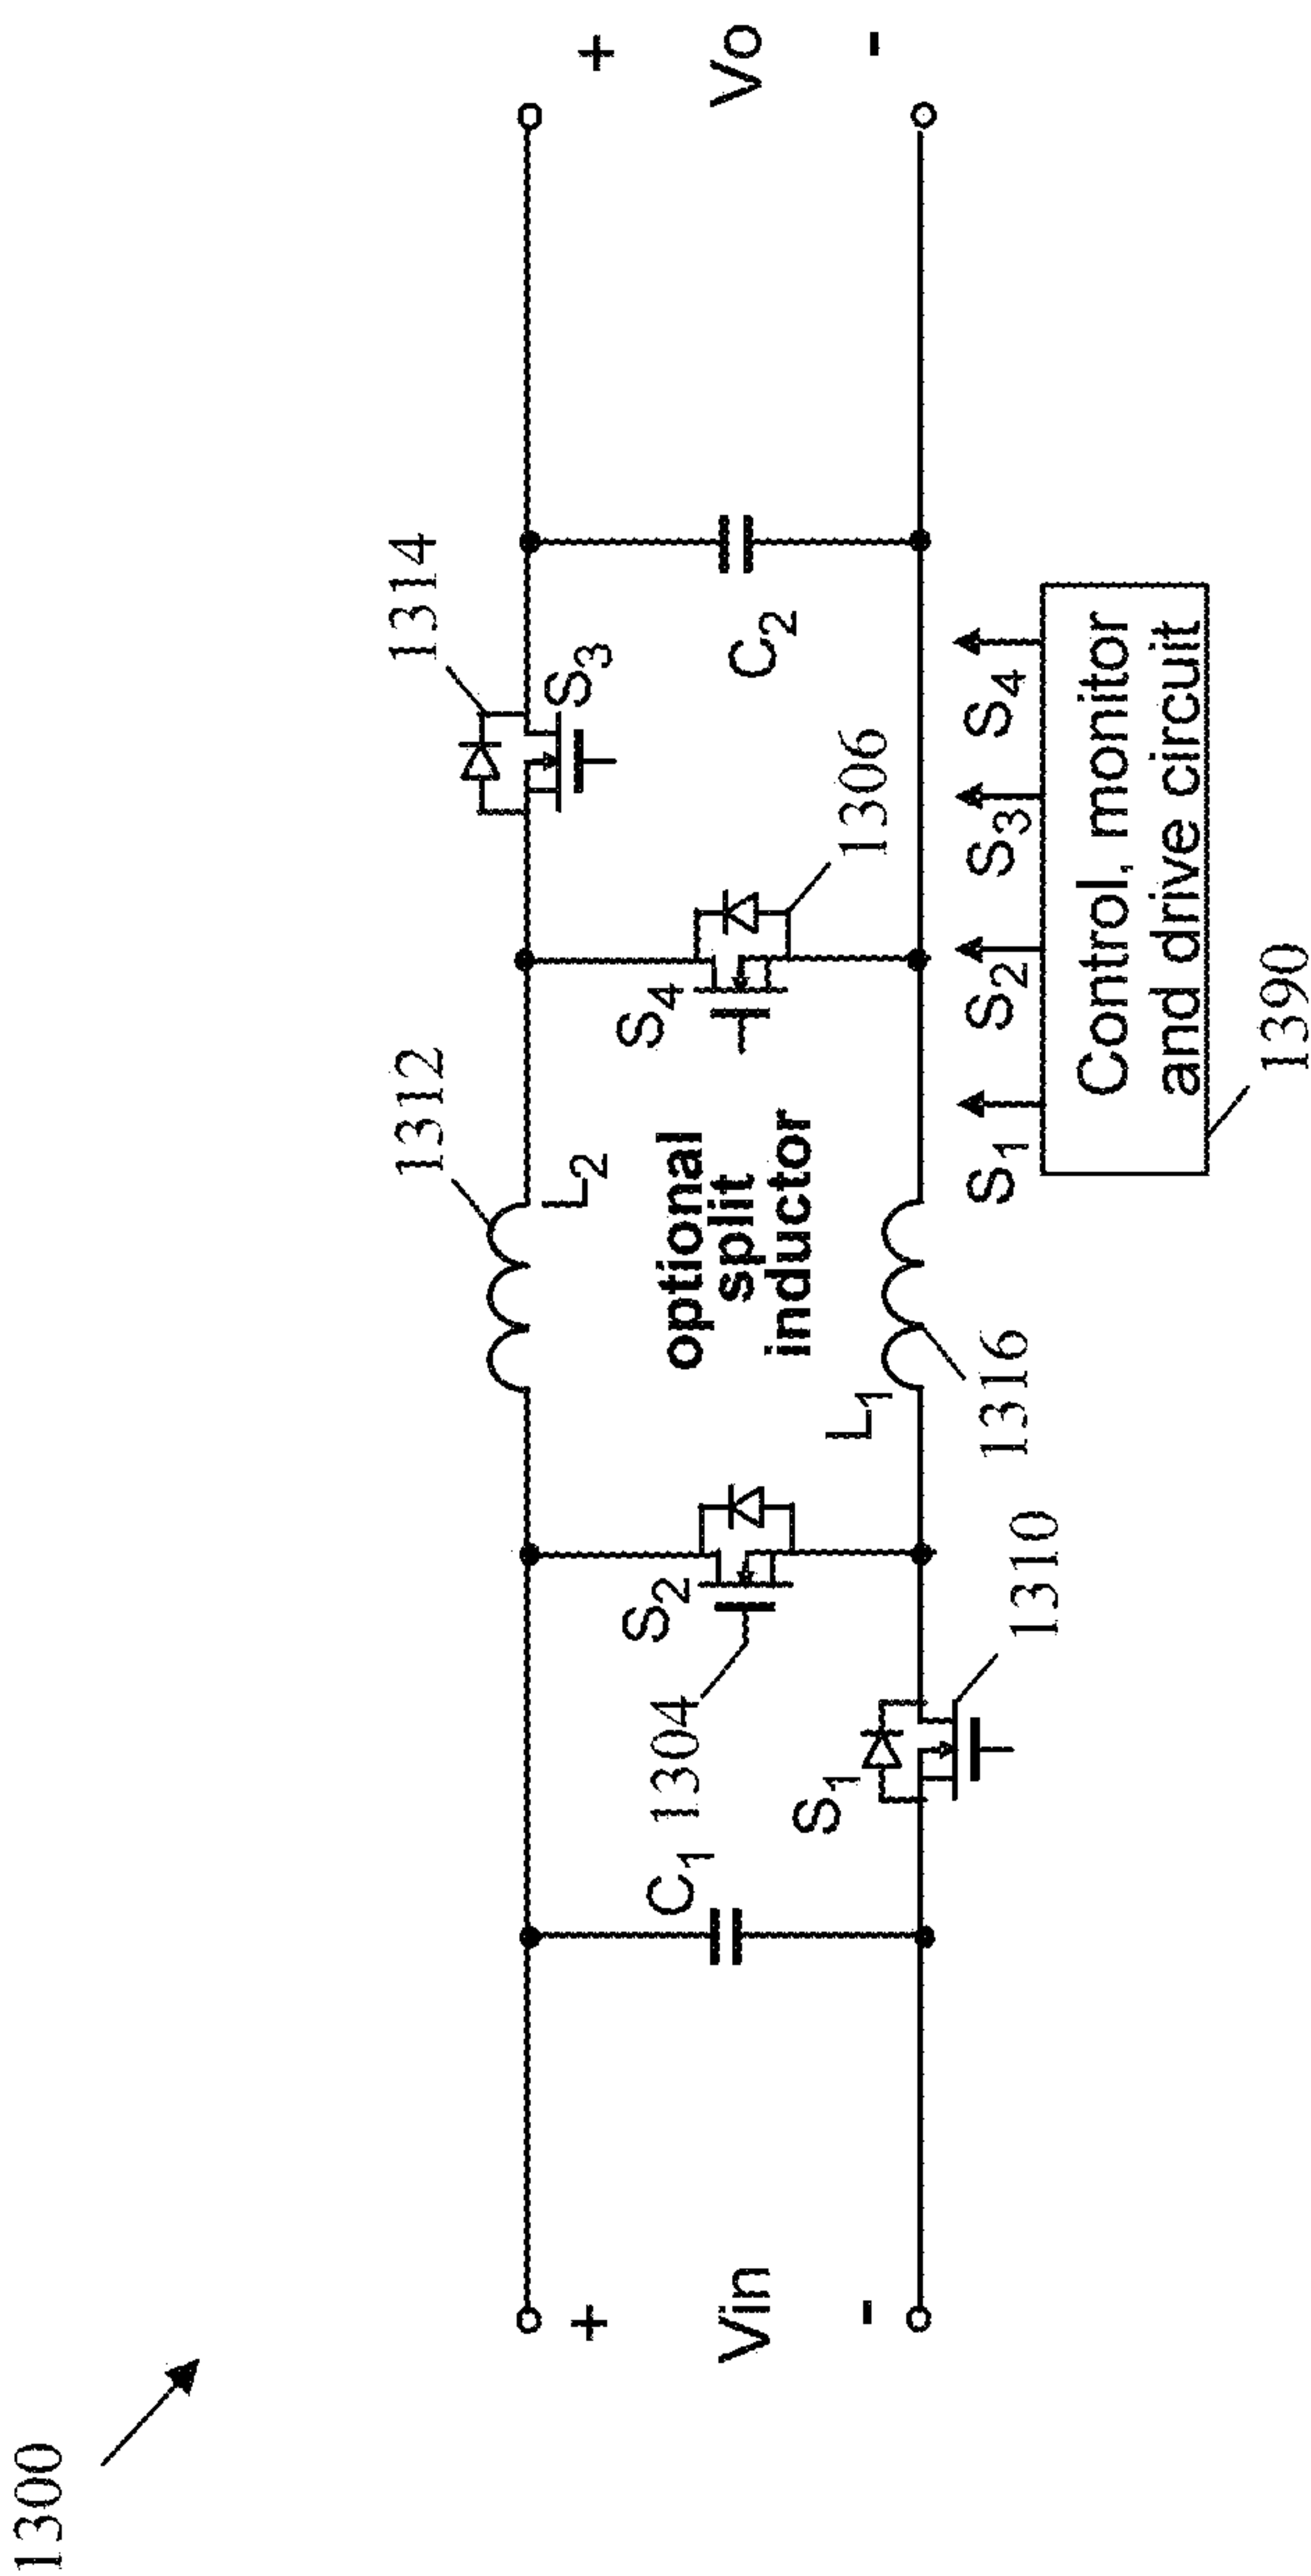 1300
+
Vin
-
C1
S1
1310
1304
S2
L1
1316
optional
split
inductor
L2
1312
S4
1306
1314
S3
C2
+
Vo
-
S1 S2 S3 S4
Control, monitor
and drive circuit
1390